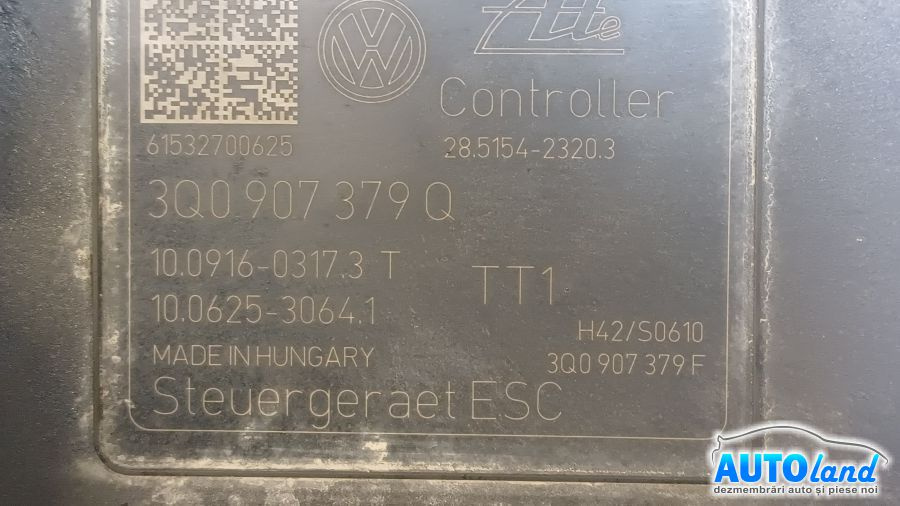 Ate
Controller
61532700625
28.5154-2320.3
3Q0 907 379 Q
10.0916-0317.3 T
TT1
10.0625-3064.1
H42/S0610
MADE IN HUNGARY
3Q0 907 379 F
Steuergeraet ESC
AUTOland
dezmembrări auto și piese noi